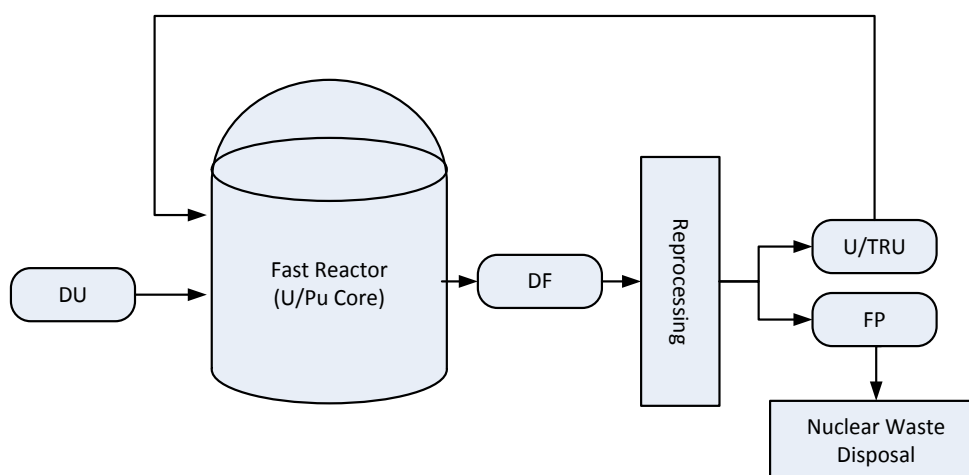 DU
Fast Reactor
(U/Pu Core)
DF
Reprocessing
U/TRU
FP
Nuclear Waste
Disposal